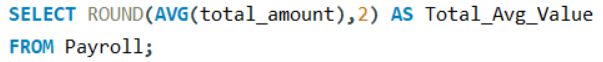 SELECT ROUND(AVG(total_amount),2) AS Total_Avg_Value
FROM Payroll;